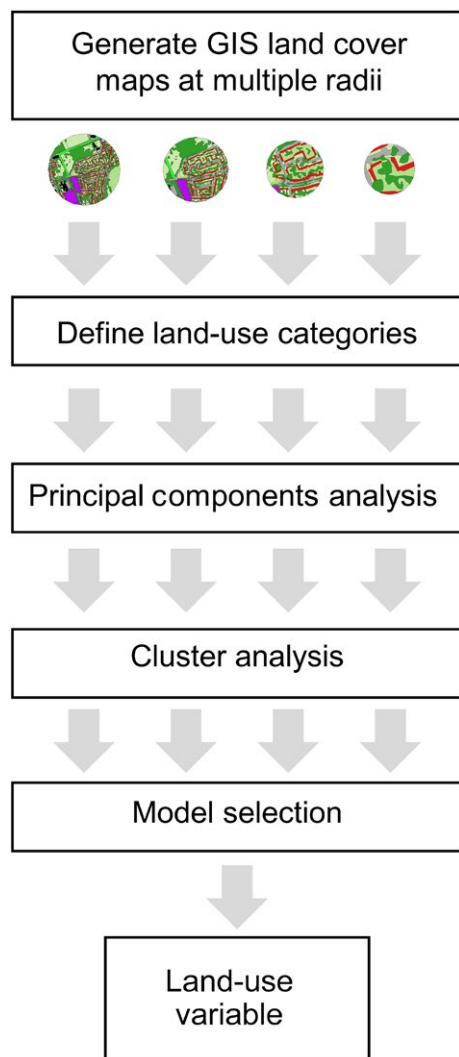 Generate GIS land cover
maps at multiple radii
Define land-use categories
Principal components analysis
Cluster analysis
Model selection
Land-use
variable